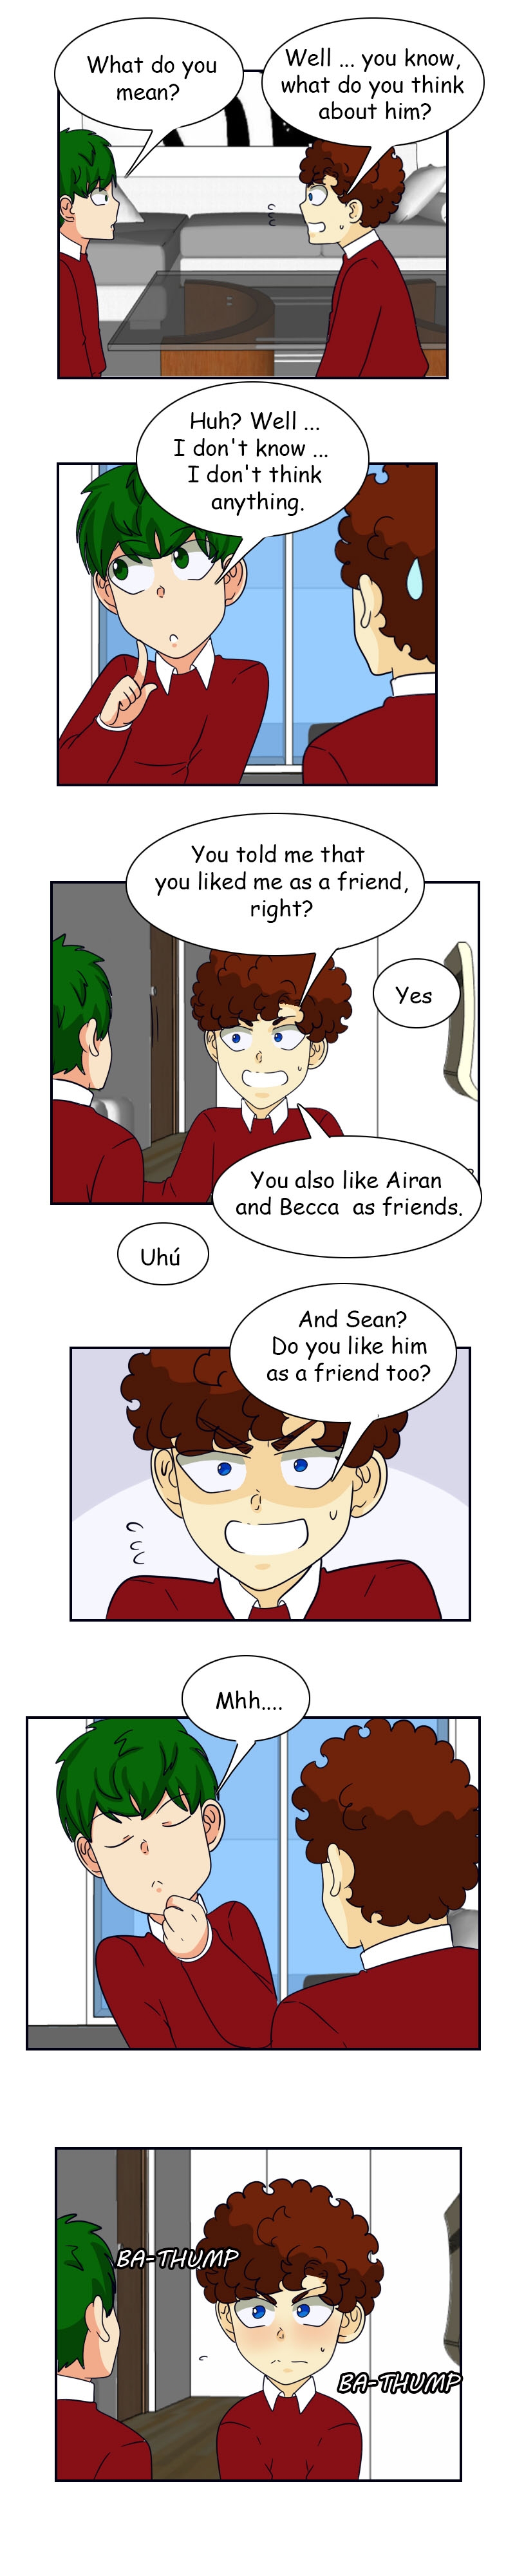 What do you
mean?
Well ... you know,
what do you think
about him?
Huh? Well ...
I don't know ...
I don't think
anything.
You told me that
you liked me as a friend,
right?
Yes
You also like Airan
and Becca as friends.
Uhú
And Sean?
Do you like him
as a friend too?
Mhh....
BA-THUMP
BA-THUMP